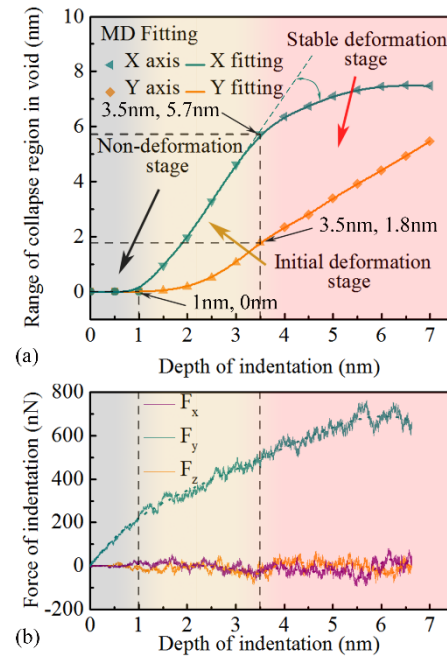 MD Fitting
X axis X fitting
Y axis Y fitting
Stable deformation
stage
3.5nm, 5.7nm
Non-deformation
stage
3.5nm, 1.8nm
Initial deformation
stage
1nm, 0nm
10
8
6
4
2
0
Range of collapse region in void (nm)
0 1 2 3 4 5 6 7
(a)
Depth of indentation (nm)
800
600
400
200
0
-200
Force of indentation (nN)
Fx
Fy
Fz
0 1 2 3 4 5 6 7
(b)
Depth of indentation (nm)